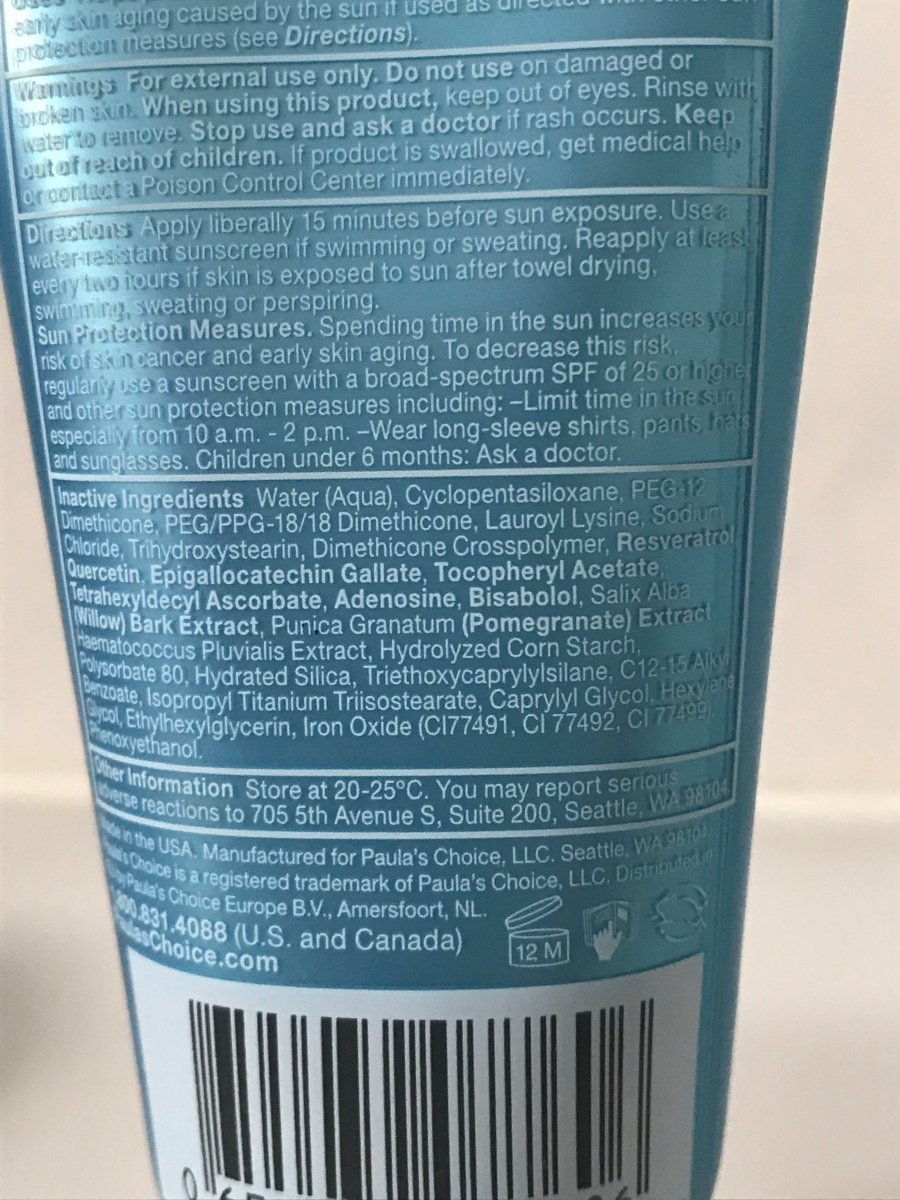 early skin aging caused by the sun if used as directed with other sun
protection measures (see Directions).
Warnings For external use only. Do not use on damaged or
broken skin. When using this product, keep out of eyes. Rinse with
water to remove. Stop use and ask a doctor if rash occurs. Keep
out of reach of children. If product is swallowed, get medical help
or contact a Poison Control Center immediately.
Directions Apply liberally 15 minutes before sun exposure. Use a
water-resistant sunscreen if swimming or sweating. Reapply at least
every two hours if skin is exposed to sun after towel drying,
swimming, sweating or perspiring.
Sun Protection Measures. Spending time in the sun increases your
risk of skin cancer and early skin aging. To decrease this risk,
regularly use a sunscreen with a broad-spectrum SPF of 25 or higher
and other sun protection measures including: –Limit time in the sun
especially from 10 a.m. - 2 p.m. –Wear long-sleeve shirts, pants, hats
and sunglasses. Children under 6 months: Ask a doctor.
Inactive Ingredients Water (Aqua), Cyclopentasiloxane, PEG-12
Dimethicone, PEG/PPG-18/18 Dimethicone, Lauroyl Lysine, Sodium
Chloride, Trihydroxystearin, Dimethicone Crosspolymer, Resveratrol
Quercetin, Epigallocatechin Gallate, Tocopheryl Acetate,
Tetrahexyldecyl Ascorbate, Adenosine, Bisabolol, Salix Alba
(Willow) Bark Extract, Punica Granatum (Pomegranate) Extract
Haematococcus Pluvialis Extract, Hydrolyzed Corn Starch,
Polysorbate 80, Hydrated Silica, Triethoxycaprylylsilane, C12-15 Alkyl
Benzoate, Isopropyl Titanium Triisostearate, Caprylyl Glycol, Hexylene
Glycol, Ethylhexylglycerin, Iron Oxide (CI77491, CI 77492, CI 77499),
Phenoxyethanol.
Other Information Store at 20-25°C. You may report serious
adverse reactions to 705 5th Avenue S, Suite 200, Seattle, WA 98104
Made in the USA. Manufactured for Paula's Choice, LLC. Seattle, WA 98104
Paula's Choice is a registered trademark of Paula's Choice, LLC. Distributed in
by Paula's Choice Europe B.V., Amersfoort, NL.
800.831.4088 (U.S. and Canada)
PaulasChoice.com
12 M